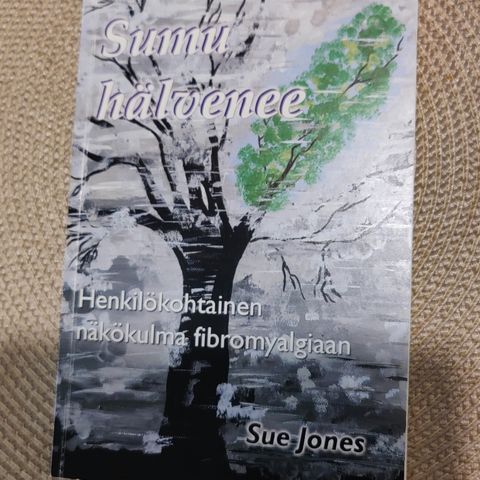 Sumu
hälvenee
Henkilökohtainen
näkökulma fibromyalgiaan
Sue Jones